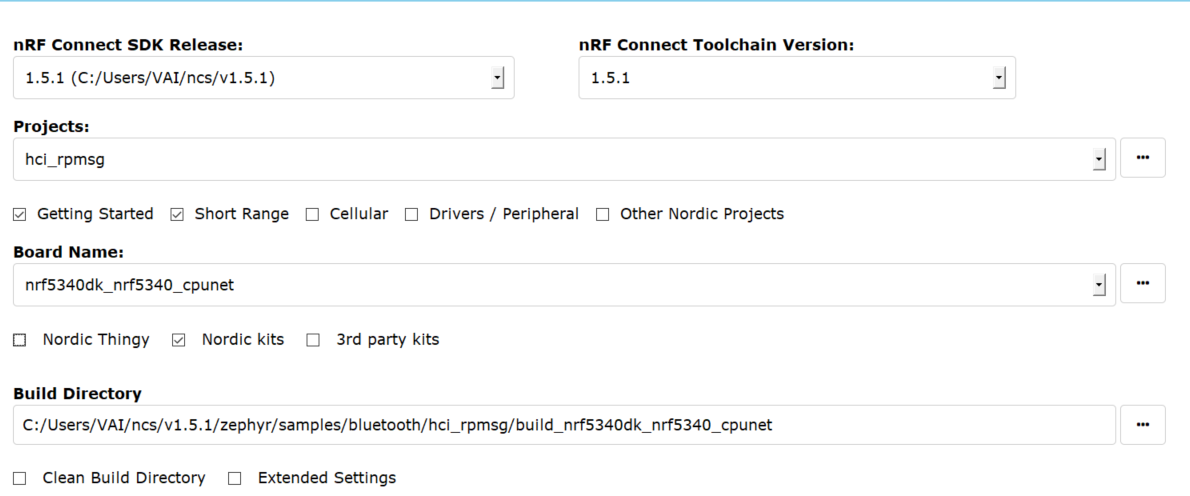 nRF Connect SDK Release: nRF Connect Toolchain Version:
1.5.1 (C:/Users/VAI/ncs/v1.5.1) 1.5.1
Projects:
hci_rpmsg
Getting Started Short Range Cellular Drivers / Peripheral Other Nordic Projects
Board Name:
nrf5340dk_nrf5340_cpunet
Nordic Thingy Nordic kits 3rd party kits
Build Directory
C:/Users/VAI/ncs/v1.5.1/zephyr/samples/bluetooth/hci_rpmsg/build_nrf5340dk_nrf5340_cpunet
Clean Build Directory Extended Settings